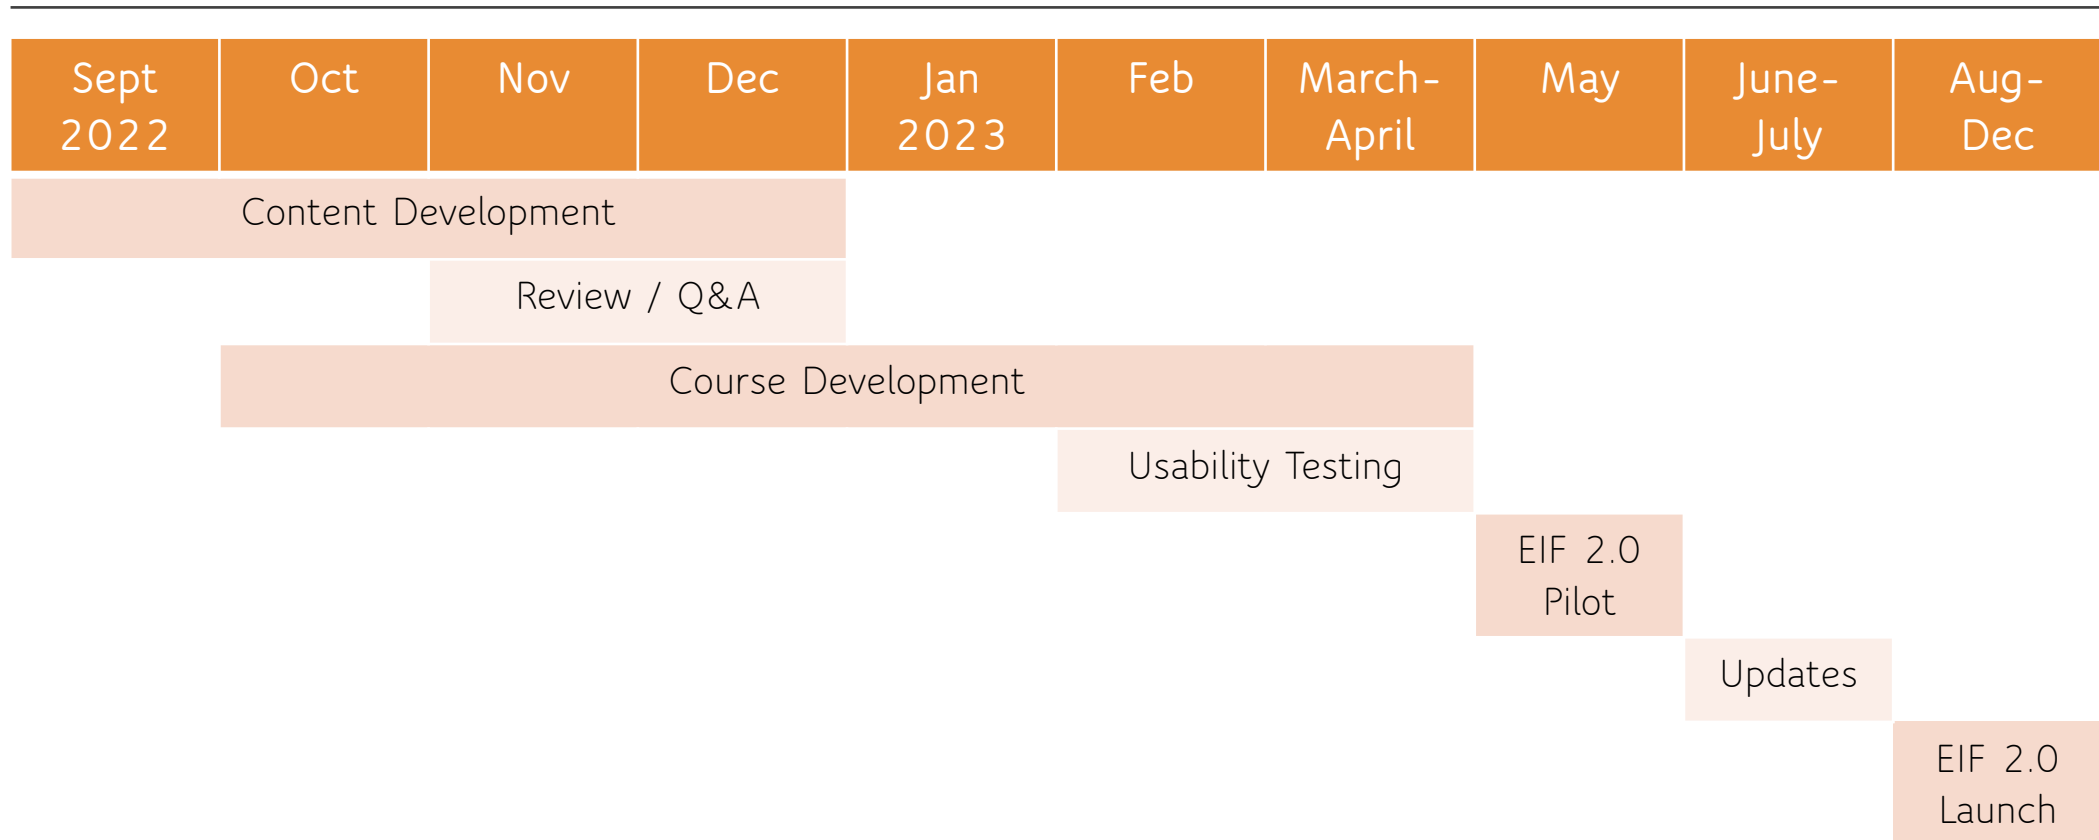 Sept
2022
Oct
Nov
Dec
Jan
2023
Feb
March-
April
May
June-
July
Aug-
Dec
Content Development
Review / Q&A
Course Development
Usability Testing
EIF 2.0
Pilot
Updates
EIF 2.0
Launch